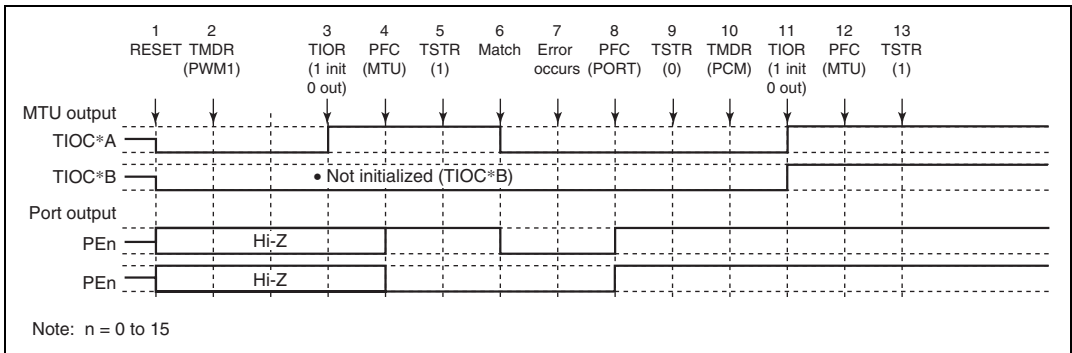 1 2 3 4 5 6 7 8 9 10 11 12 13
RESET TMDR TIOR PFC TSTR Match Error PFC TSTR TMDR TIOR PFC TSTR
(PWM1) (1 init (MTU) (1) occurs (PORT) (0) (PCM) (1 init (MTU) (1)
0 out) 0 out)
MTU output
TIOC*A
TIOC*B • Not initialized (TIOC*B)
Port output
PEn Hi-Z
PEn Hi-Z
Note: n = 0 to 15